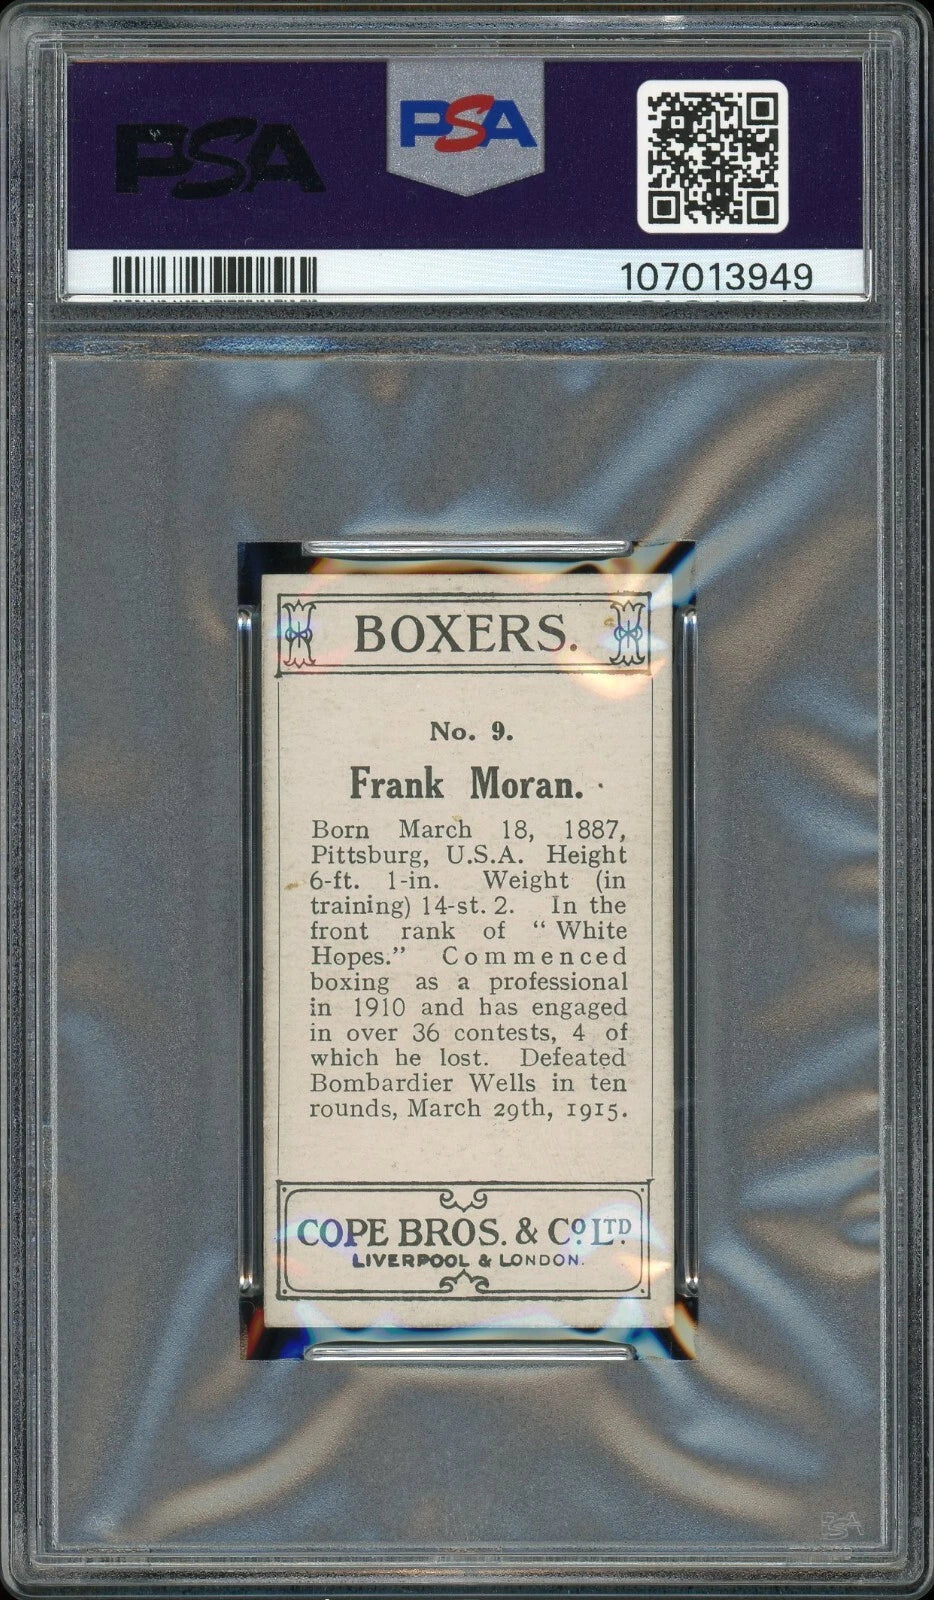 PSA
PSA
107013949
BOXERS.
No. 9.
Frank Moran.
Born March 18, 1887,
Pittsburg, U.S.A. Height
6-ft. 1-in. Weight (in
training) 14-st. 2. In the
front rank of “ White
Hopes.” Commenced
boxing as a professional
in 1910 and has engaged
in over 36 contests, 4 of
which he lost. Defeated
Bombardier Wells in ten
rounds, March 29th, 1915.
COPE BROS. & Co. LTD.
LIVERPOOL & LONDON.
PSA